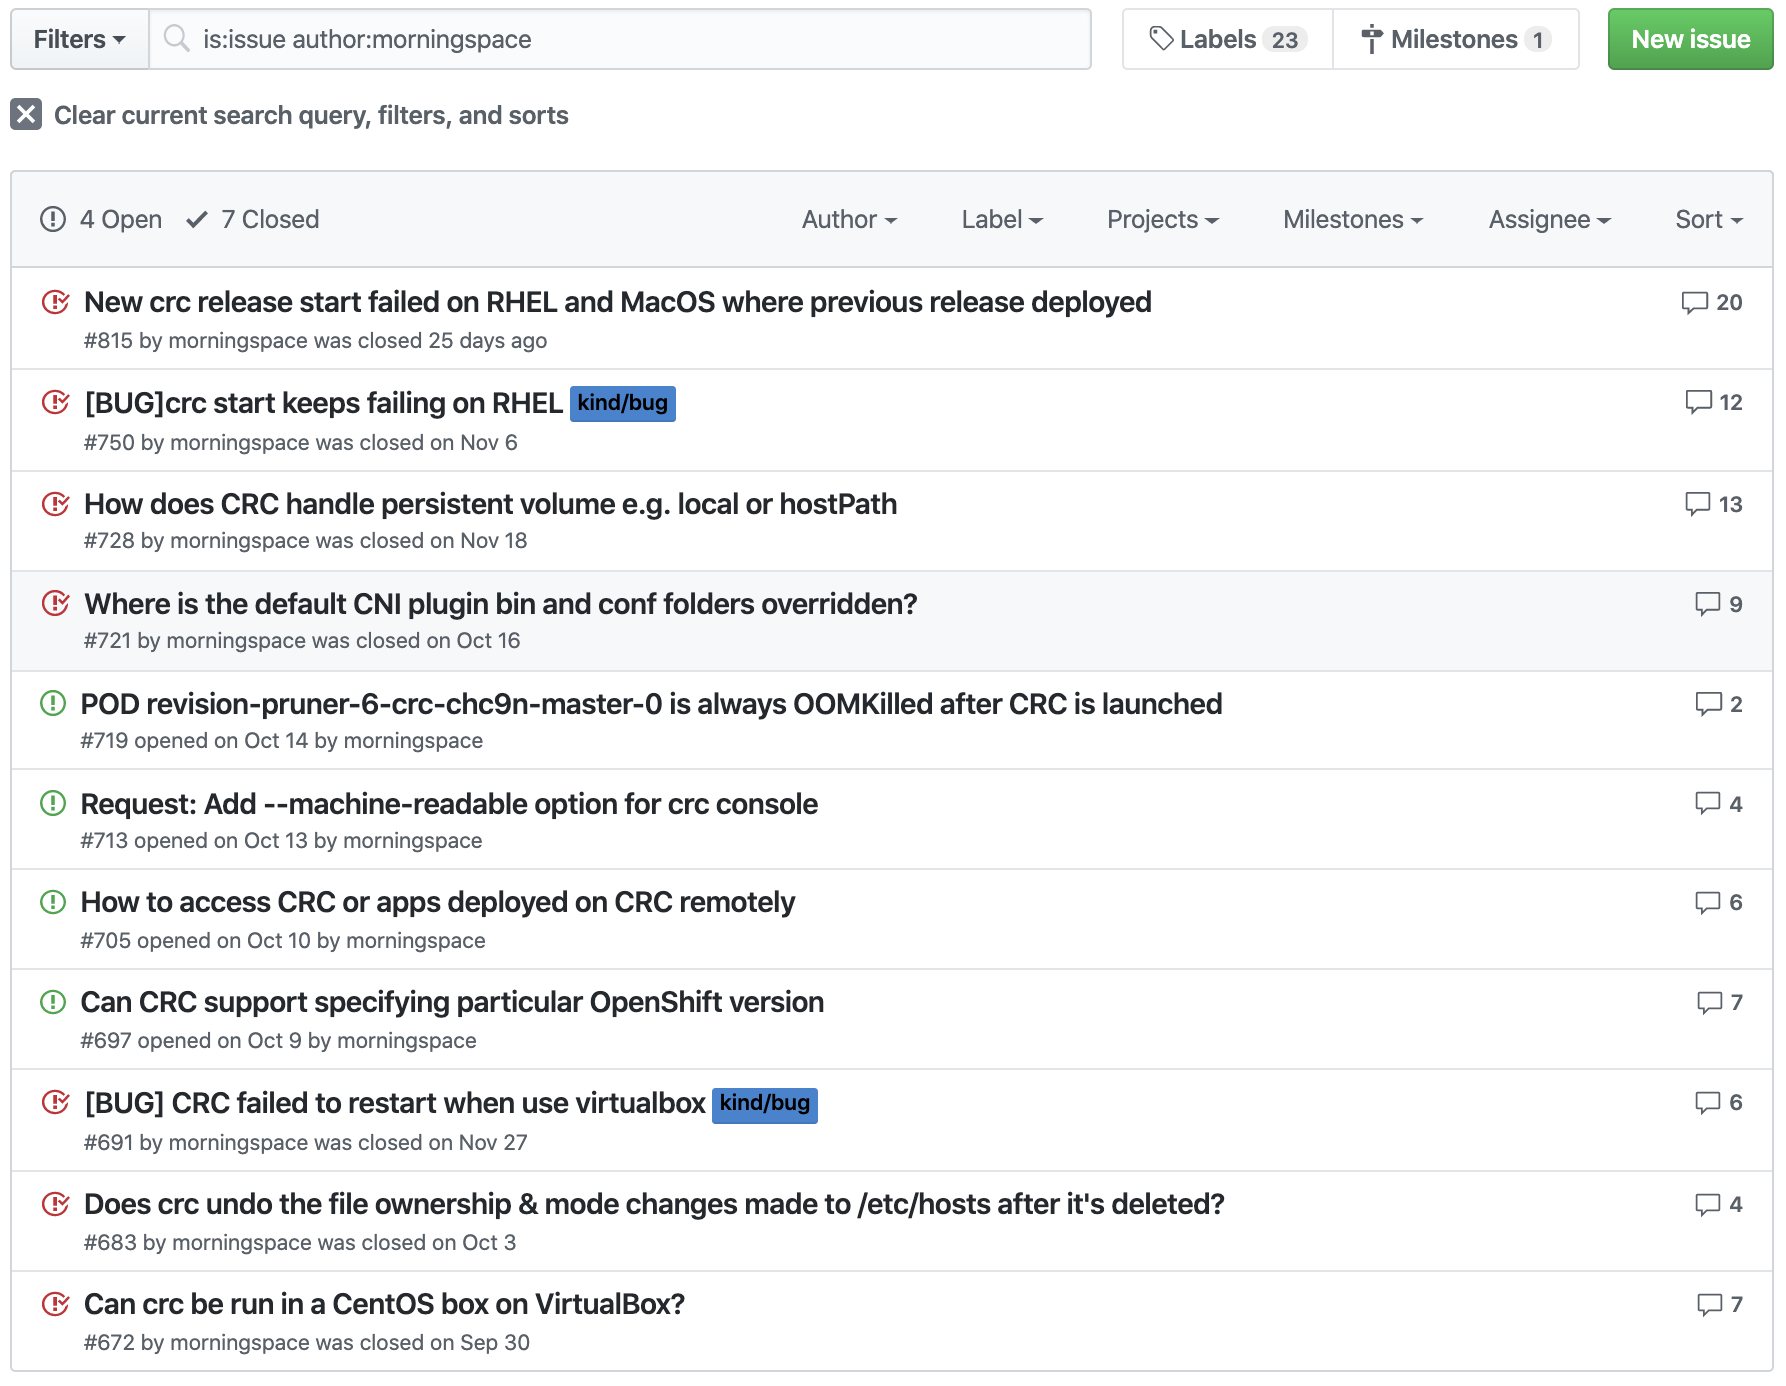 Filters is:issue author:morningspace Labels 23 Milestones 1 New issue
Clear current search query, filters, and sorts
4 Open 7 Closed Author Label Projects Milestones Assignee Sort
New crc release start failed on RHEL and MacOS where previous release deployed 20
#815 by morningspace was closed 25 days ago
[BUG]crc start keeps failing on RHEL kind/bug 12
#750 by morningspace was closed on Nov 6
How does CRC handle persistent volume e.g. local or hostPath 13
#728 by morningspace was closed on Nov 18
Where is the default CNI plugin bin and conf folders overridden? 9
#721 by morningspace was closed on Oct 16
POD revision-pruner-6-crc-chc9n-master-0 is always OOMKilled after CRC is launched 2
#719 opened on Oct 14 by morningspace
Request: Add --machine-readable option for crc console 4
#713 opened on Oct 13 by morningspace
How to access CRC or apps deployed on CRC remotely 6
#705 opened on Oct 10 by morningspace
Can CRC support specifying particular OpenShift version 7
#697 opened on Oct 9 by morningspace
[BUG] CRC failed to restart when use virtualbox kind/bug 6
#691 by morningspace was closed on Nov 27
Does crc undo the file ownership & mode changes made to /etc/hosts after it's deleted? 4
#683 by morningspace was closed on Oct 3
Can crc be run in a CentOS box on VirtualBox? 7
#672 by morningspace was closed on Sep 30